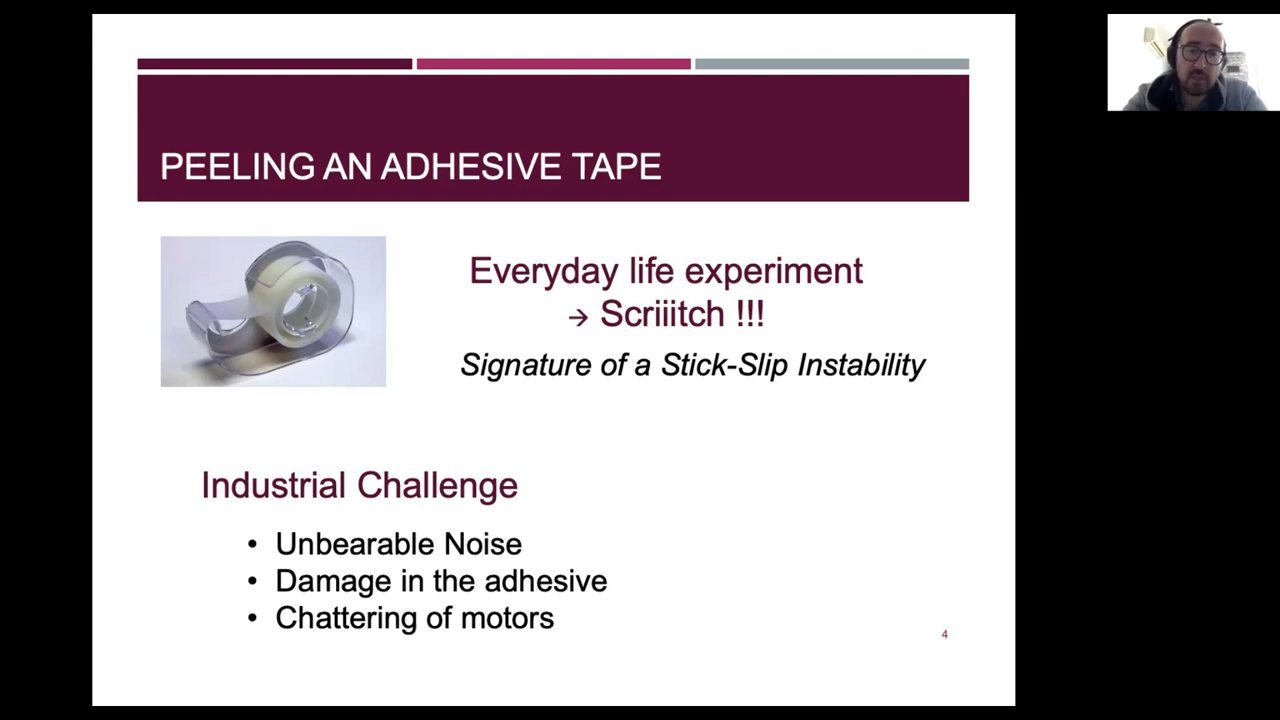 PEELING AN ADHESIVE TAPE
Everyday life experiment
→ Scriiitch !!!
Signature of a Stick-Slip Instability
Industrial Challenge
• Unbearable Noise
• Damage in the adhesive
• Chattering of motors
4